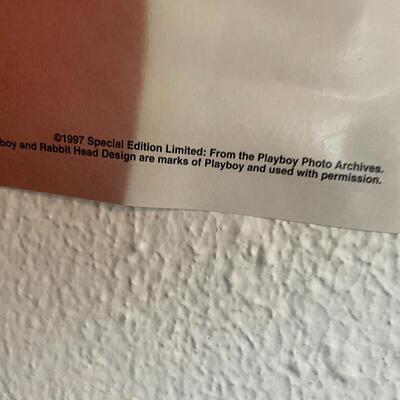 ©1997 Special Edition Limited: From the Playboy Photo Archives.
boy and Rabbit Head Design are marks of Playboy and used with permission.